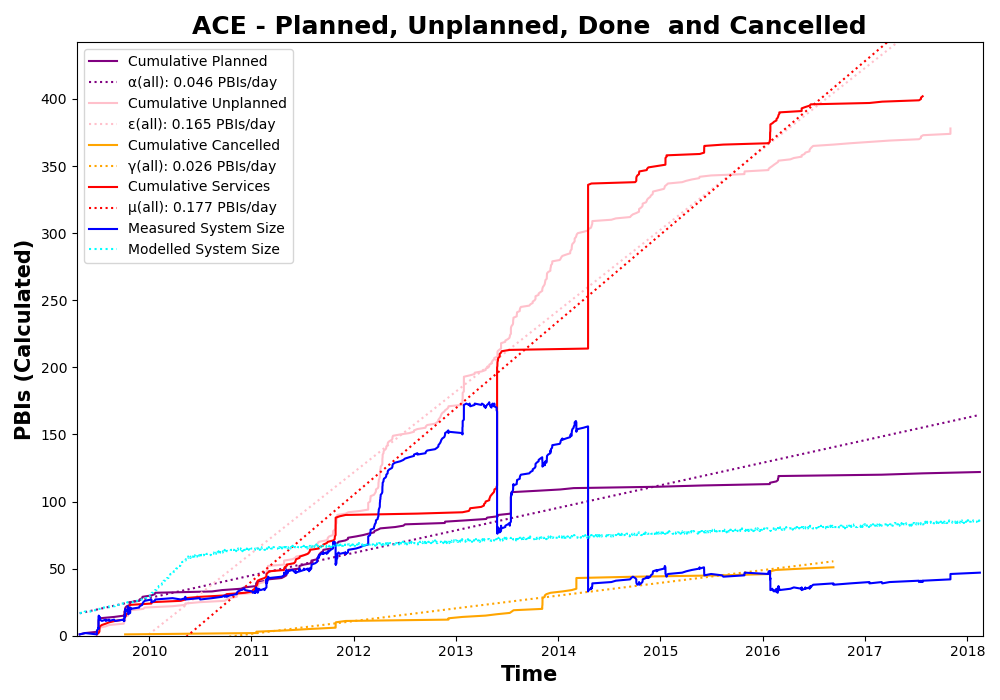 ACE - Planned, Unplanned, Done  and Cancelled
Cumulative Planned
α(all): 0.046 PBIs/day
Cumulative Unplanned
ε(all): 0.165 PBIs/day
Cumulative Cancelled
γ(all): 0.026 PBIs/day
Cumulative Services
μ(all): 0.177 PBIs/day
Measured System Size
Modelled System Size
PBIs (Calculated)
400
350
300
250
200
150
100
50
0
2010 2011 2012 2013 2014 2015 2016 2017 2018
Time